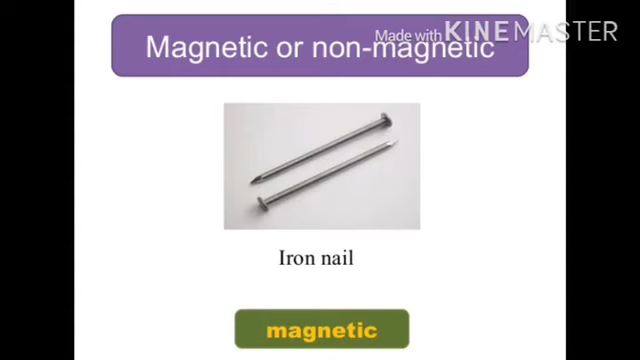 Magnetic or non-magnetic
Made with KINEMASTER
Iron nail
magnetic